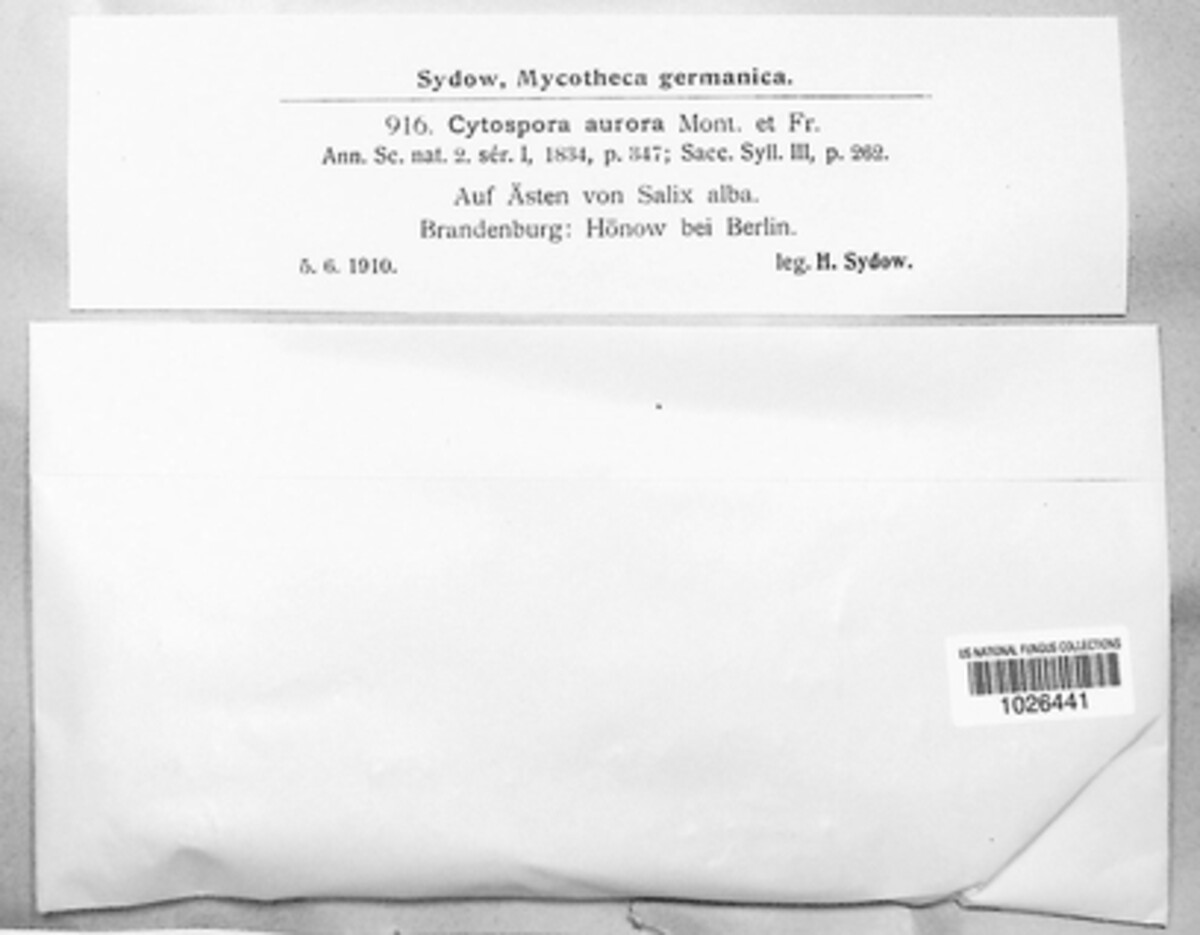 Sydow, Mycotheca germanica.
916. Cytospora aurora Mont. et Fr.
Ann. Sc. nat. 2. sér. I, 1834, p. 347; Sacc. Syll. III, p. 262.
Auf Ästen von Salix alba.
Brandenburg: Hönow bei Berlin.
5. 6. 1910. leg. H. Sydow.
US NATIONAL FUNGUS COLLECTIONS
1026441